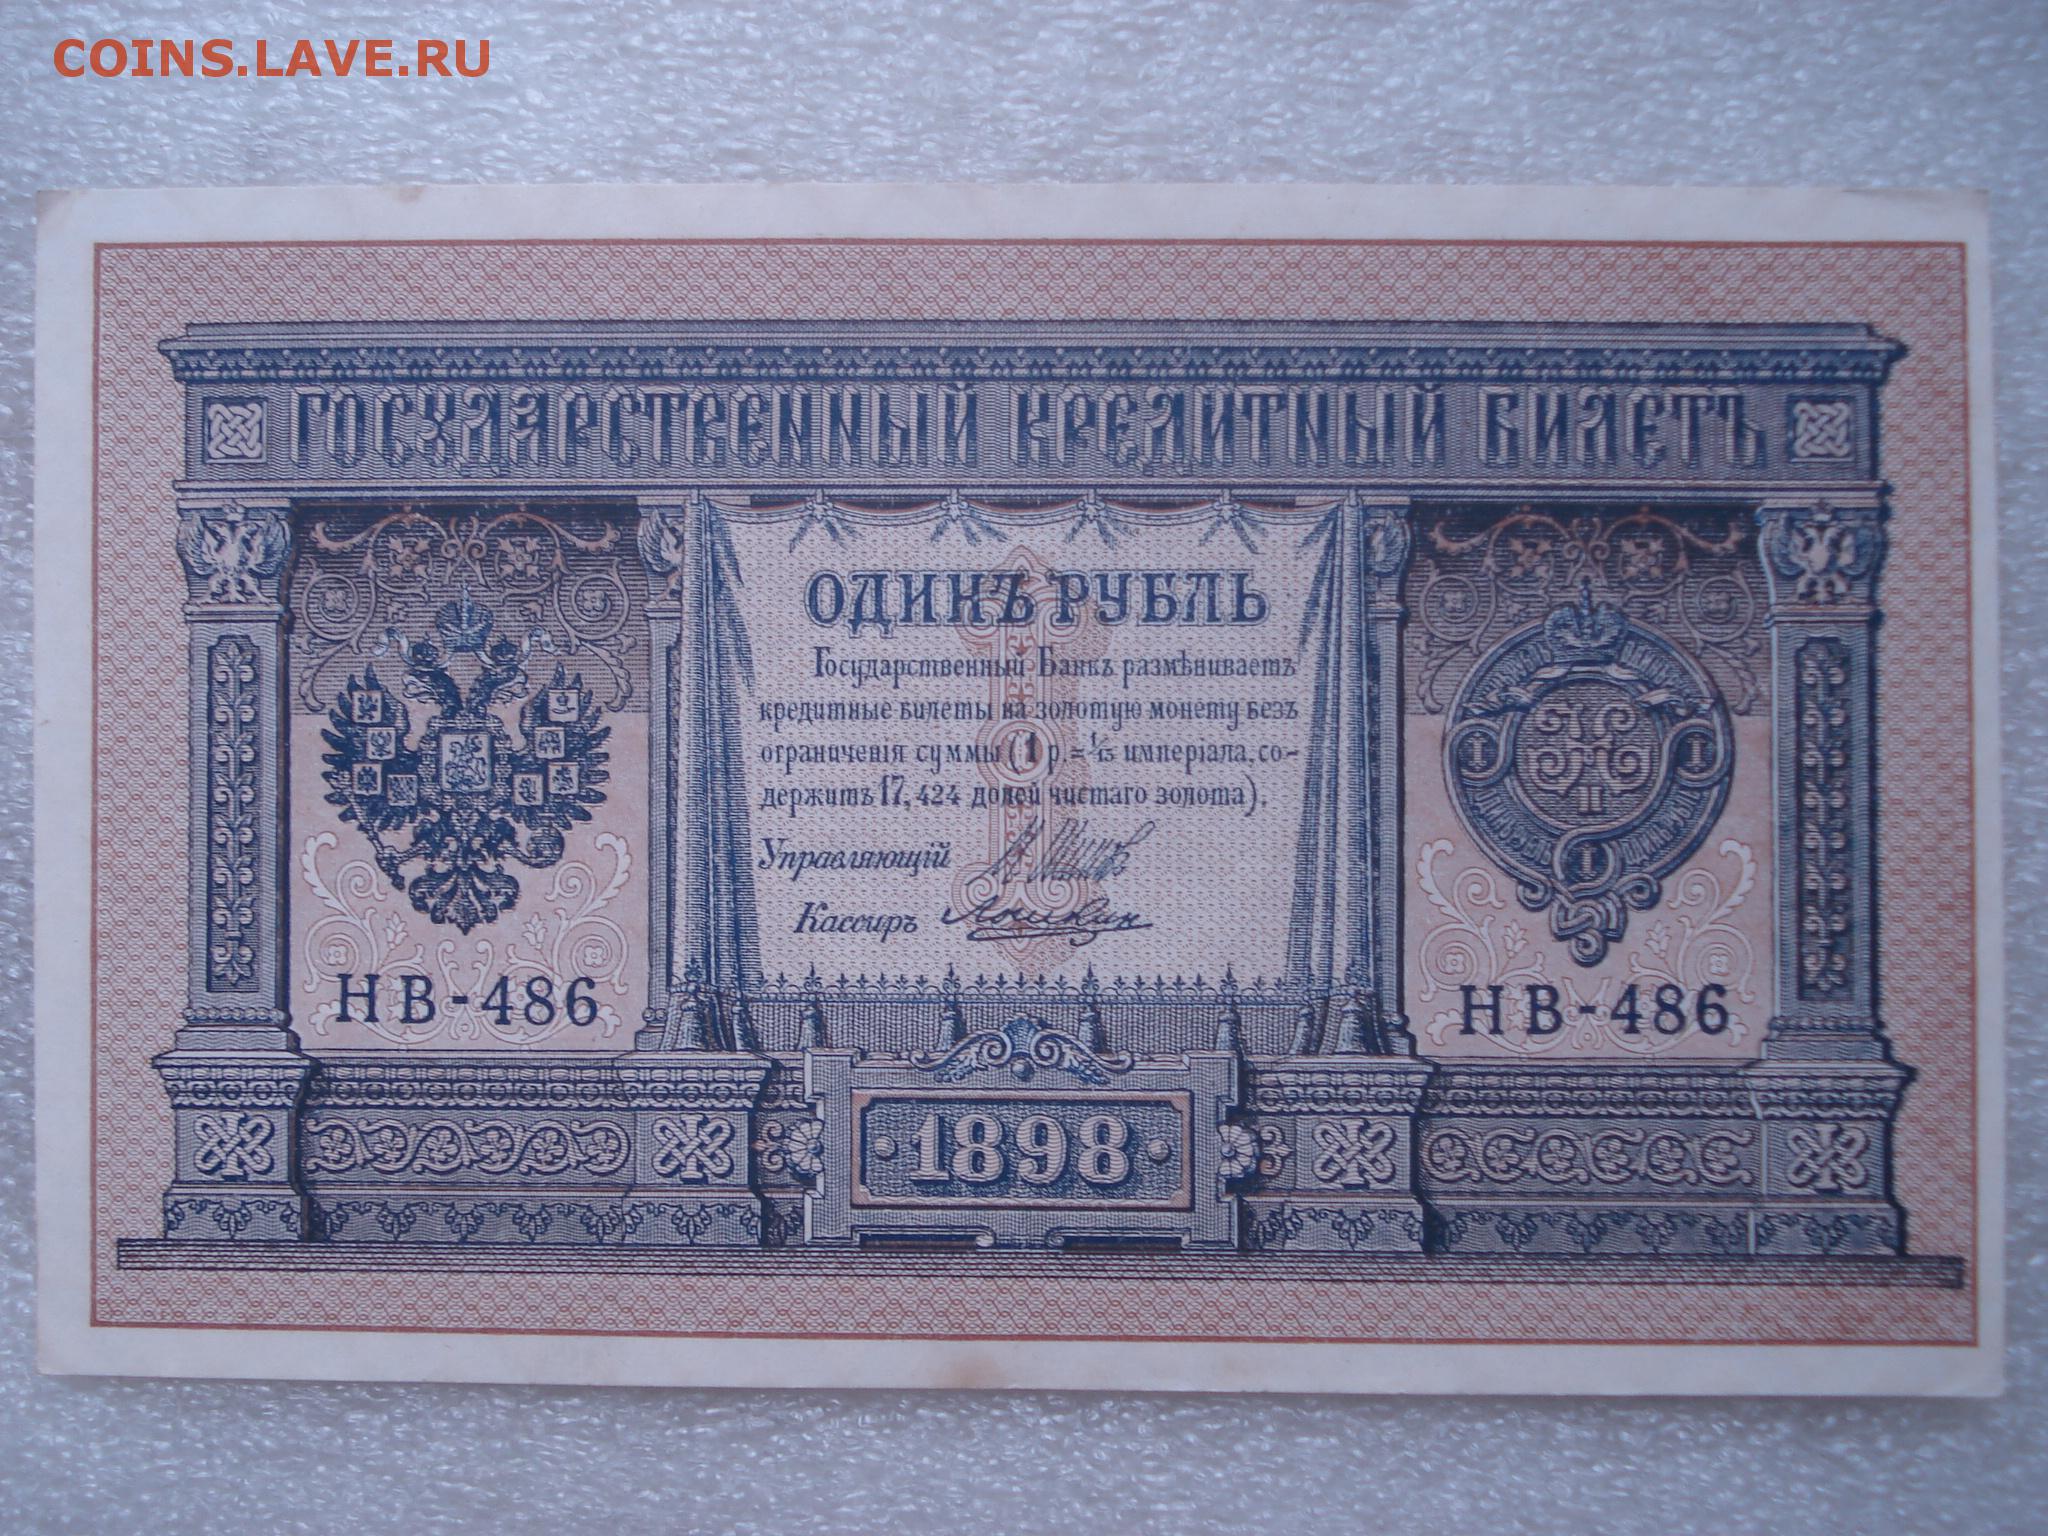 COINS.LAVE.RU
ГОСУДАРСТВЕННЫЙ КРЕДИТНЫЙ БИЛЕТЪ
ОДИНЪ РУБЛЬ
Государственный Банкъ размѣниваетъ
кредитные билеты на золотую монету безъ
ограниченія суммы (1 р. = 1/15 имперіала, со-
держитъ 17,424 долей чистаго золота).
Управляющій
Кассиръ
НВ-486
НВ-486
1898